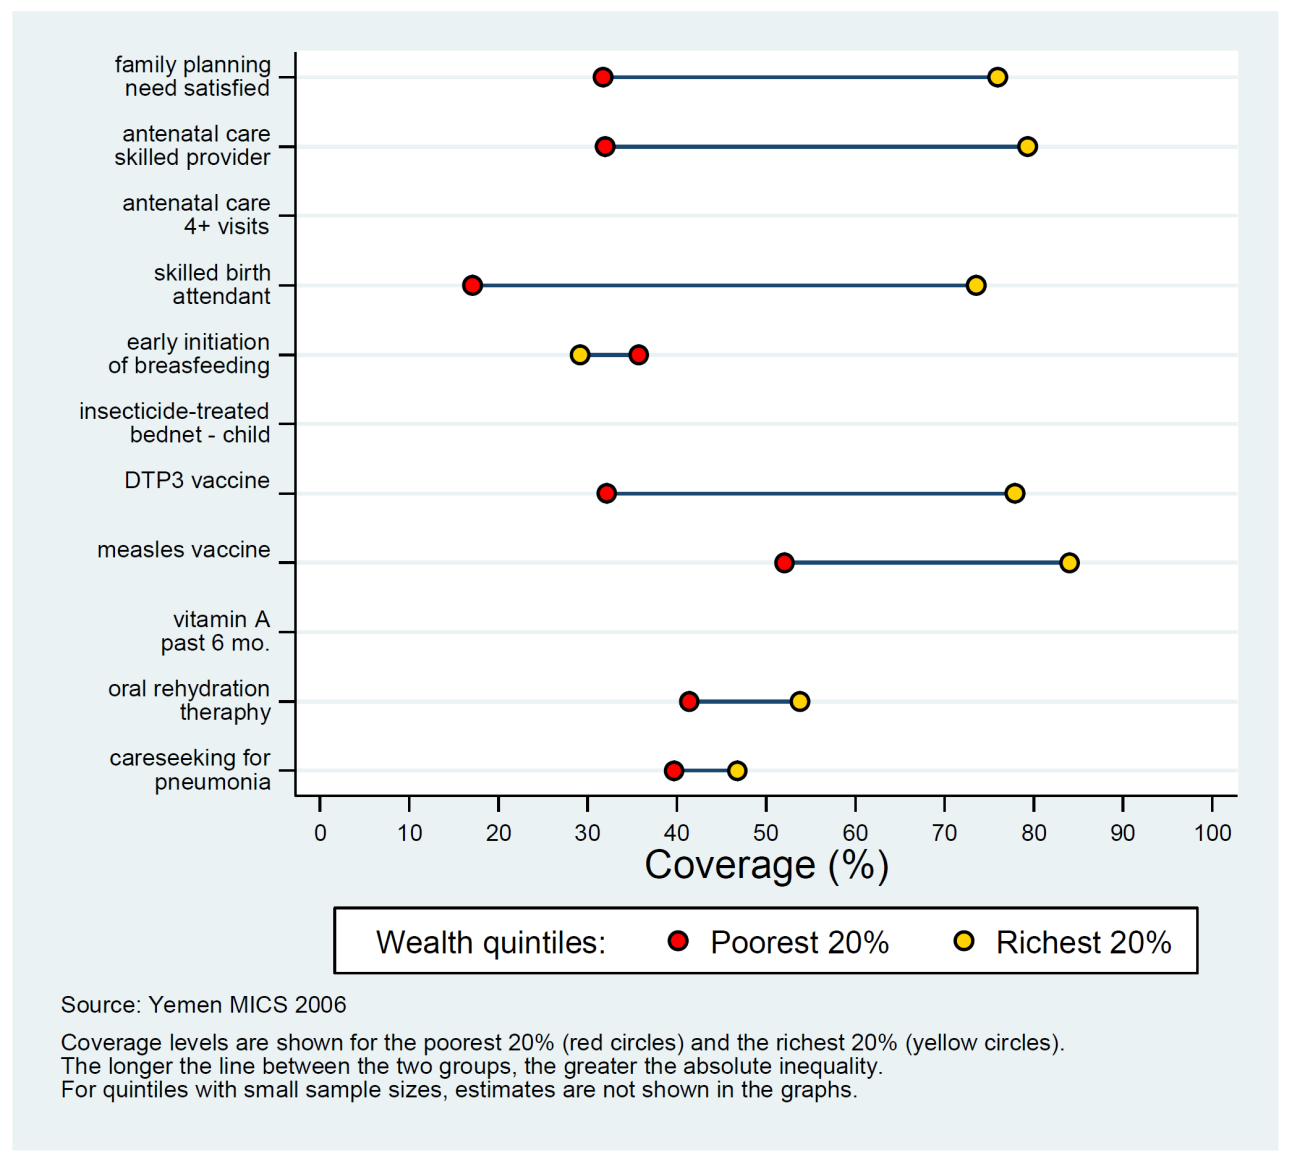 family planning
need satisfied
antenatal care
skilled provider
antenatal care
4+ visits
skilled birth
attendant
early initiation
of breasfeeding
insecticide-treated
bednet - child
DTP3 vaccine
measles vaccine
vitamin A
past 6 mo.
oral rehydration
theraphy
careseeking for
pneumonia
0 10 20 30 40 50 60 70 80 90 100
Coverage (%)
Wealth quintiles: Poorest 20% Richest 20%
Source: Yemen MICS 2006
Coverage levels are shown for the poorest 20% (red circles) and the richest 20% (yellow circles).
The longer the line between the two groups, the greater the absolute inequality.
For quintiles with small sample sizes, estimates are not shown in the graphs.